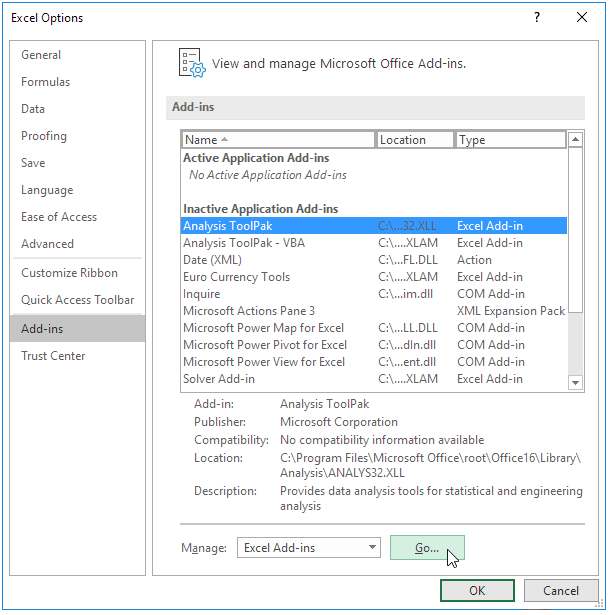 Excel Options ?
General
Formulas
Data
Proofing
Save
Language
Ease of Access
Advanced
Customize Ribbon
Quick Access Toolbar
Add-ins
Trust Center
View and manage Microsoft Office Add-ins.
Add-ins
Name Location Type
Active Application Add-ins
No Active Application Add-ins
Inactive Application Add-ins
Analysis ToolPak C:\...32.XLL Excel Add-in
Analysis ToolPak - VBA C:\....XLAM Excel Add-in
Date (XML) C:\...FL.DLL Action
Euro Currency Tools C:\....XLAM Excel Add-in
Inquire C:\...im.dll COM Add-in
Microsoft Actions Pane 3 XML Expansion Pack
Microsoft Power Map for Excel C:\...LL.DLL COM Add-in
Microsoft Power Pivot for Excel C:\...dln.dll COM Add-in
Microsoft Power View for Excel C:\...ent.dll COM Add-in
Solver Add-in C:\....XLAM Excel Add-in
Add-in: Analysis ToolPak
Publisher: Microsoft Corporation
Compatibility: No compatibility information available
Location: C:\Program Files\Microsoft Office\root\Office16\Library\
Analysis\ANALYS32.XLL
Description: Provides data analysis tools for statistical and engineering
analysis
Manage: Excel Add-ins Go...
OK Cancel